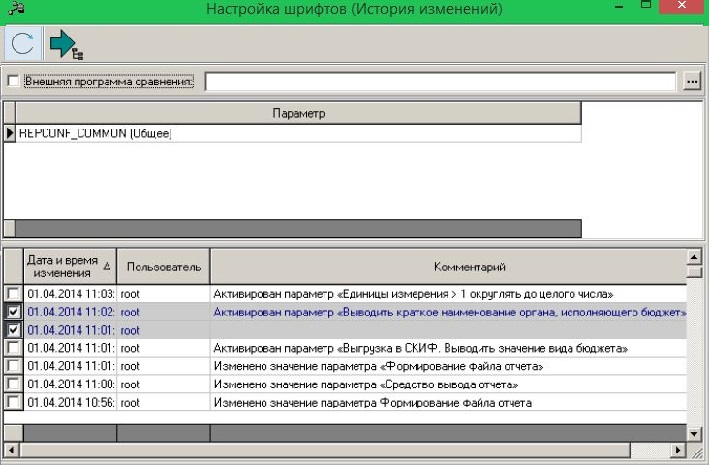 Настройка шрифтов (История изменений)
Внешняя программа сравнения:
...
Параметр
REPCONF_COMMON [Общее]
Дата и время изменения
Пользователь
Комментарий
01.04.2014 11:03: root Активирован параметр «Единицы измерения > 1 округлять до целого числа»
01.04.2014 11:02: root Активирован параметр «Выводить краткое наименование органа, исполняющего бюджет»
01.04.2014 11:01: root
01.04.2014 11:01: root Активирован параметр «Выгрузка в СКИФ. Выводить значение вида бюджета»
01.04.2014 11:00: root Изменено значение параметра «Формирование файла отчета»
01.04.2014 11:00: root Изменено значение параметра «Средство вывода отчета»
01.04.2014 10:56: root Изменено значение параметра Формирование файла отчета